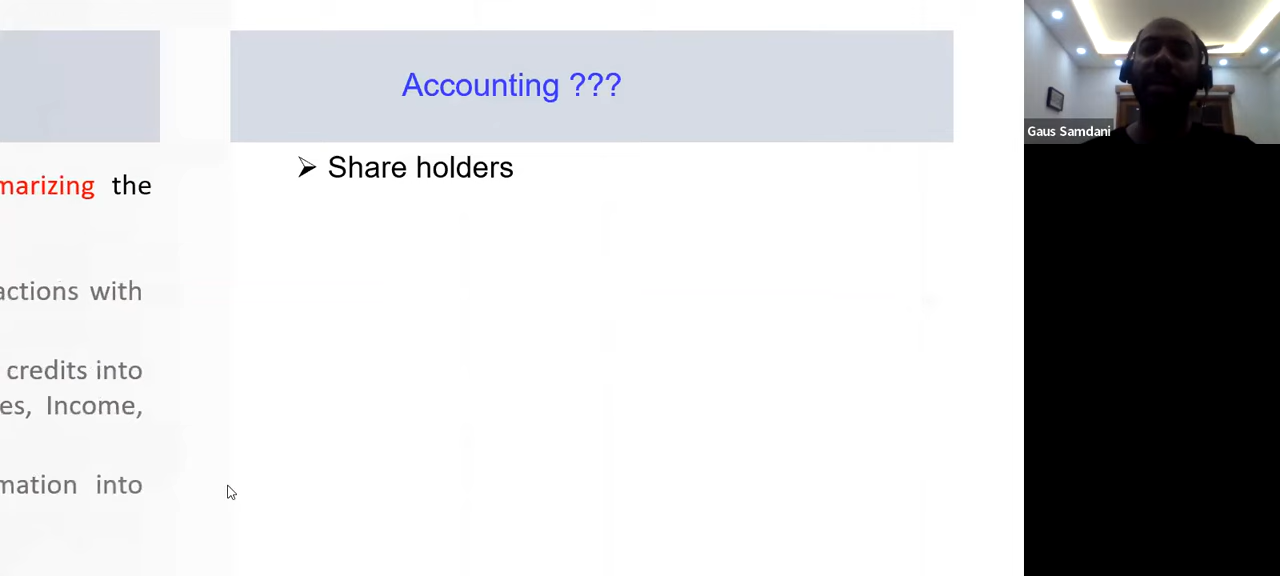 Accounting ???
➢ Share holders
marizing the
actions with
credits into
es, Income,
mation into
Gaus Samdani